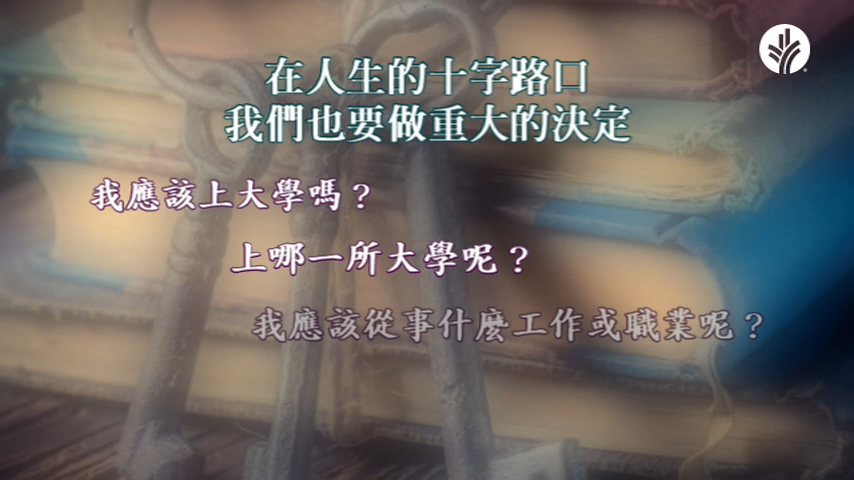 在人生的十字路口
我們也要做重大的決定
我應該上大學嗎？
上哪一所大學呢？
我應該從事什麼工作或職業呢？